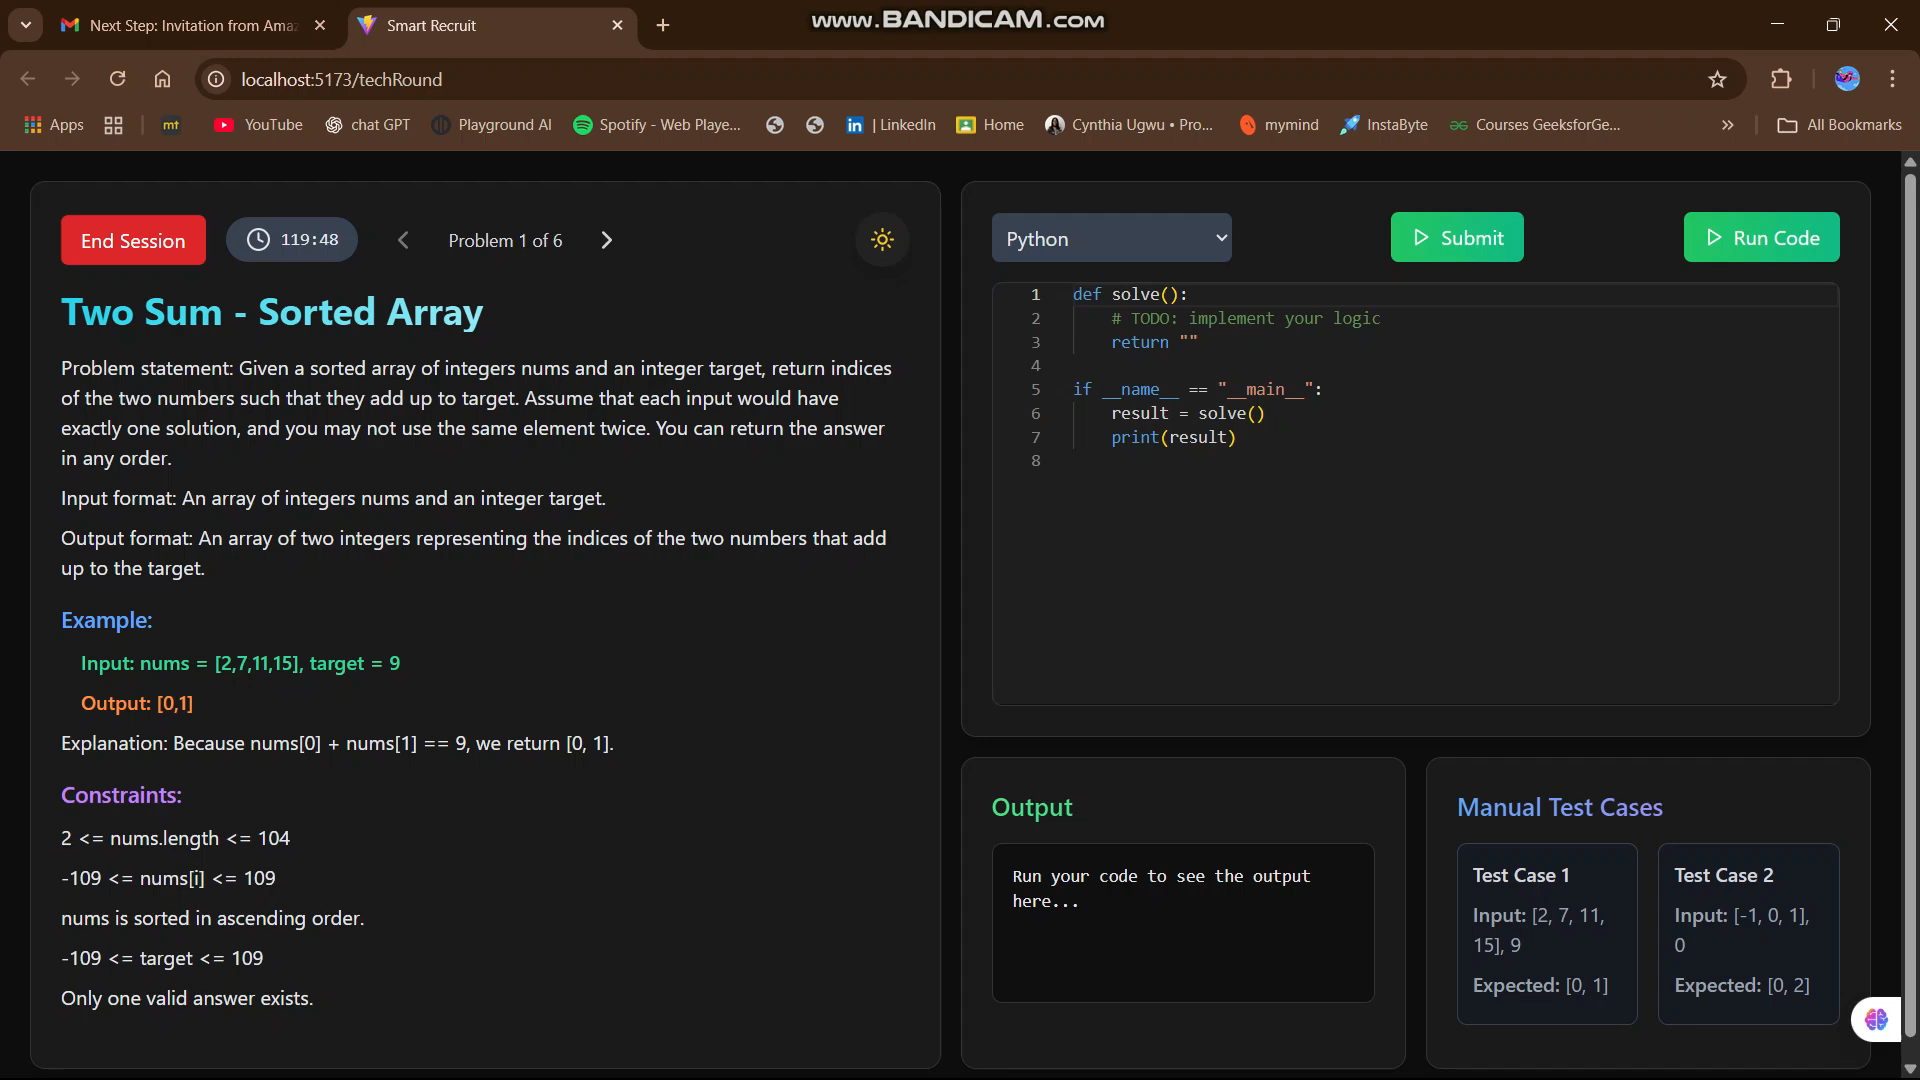 Next Step: Invitation from Ama
Smart Recruit
www.BANDICAM.com
localhost:5173/techRound
Apps
mt
YouTube
chat GPT
Playground AI
Spotify - Web Playe...
in | LinkedIn
Home
Cynthia Ugwu • Pro...
mymind
InstaByte
Courses GeeksforGe...
All Bookmarks
End Session
119:48
Problem 1 of 6
Two Sum - Sorted Array
Problem statement: Given a sorted array of integers nums and an integer target, return indices
of the two numbers such that they add up to target. Assume that each input would have
exactly one solution, and you may not use the same element twice. You can return the answer
in any order.
Input format: An array of integers nums and an integer target.
Output format: An array of two integers representing the indices of the two numbers that add
up to the target.
Example:
Input: nums = [2,7,11,15], target = 9
Output: [0,1]
Explanation: Because nums[0] + nums[1] == 9, we return [0, 1].
Constraints:
2 <= nums.length <= 104
-109 <= nums[i] <= 109
nums is sorted in ascending order.
-109 <= target <= 109
Only one valid answer exists.
Python
Submit
Run Code
1 def solve():
2 # TODO: implement your logic
3 return ""
4
5 if __name__ == "__main__":
6 result = solve()
7 print(result)
8
Output
Run your code to see the output
here...
Manual Test Cases
Test Case 1
Input: [2, 7, 11,
15], 9
Expected: [0, 1]
Test Case 2
Input: [-1, 0, 1],
0
Expected: [0, 2]